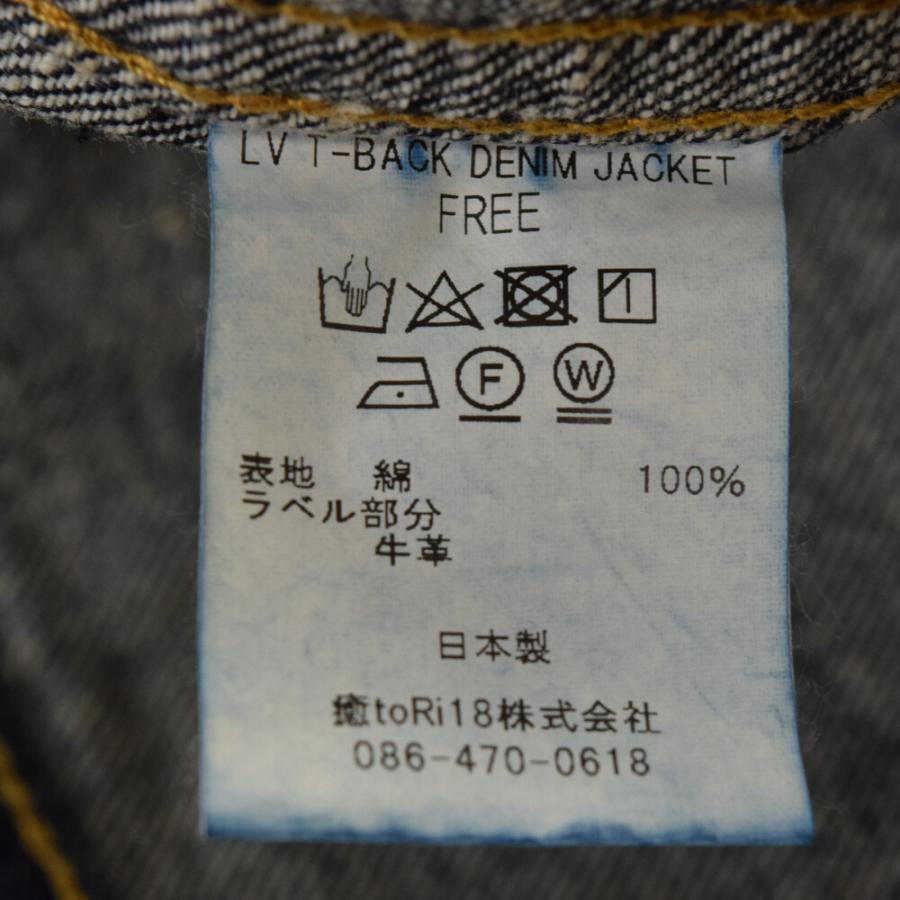 LV T-BACK DENIM JACKET
FREE
F W
表地 綿 100%
ラベル部分
牛革
日本製
癒toRi18株式会社
086-470-0618